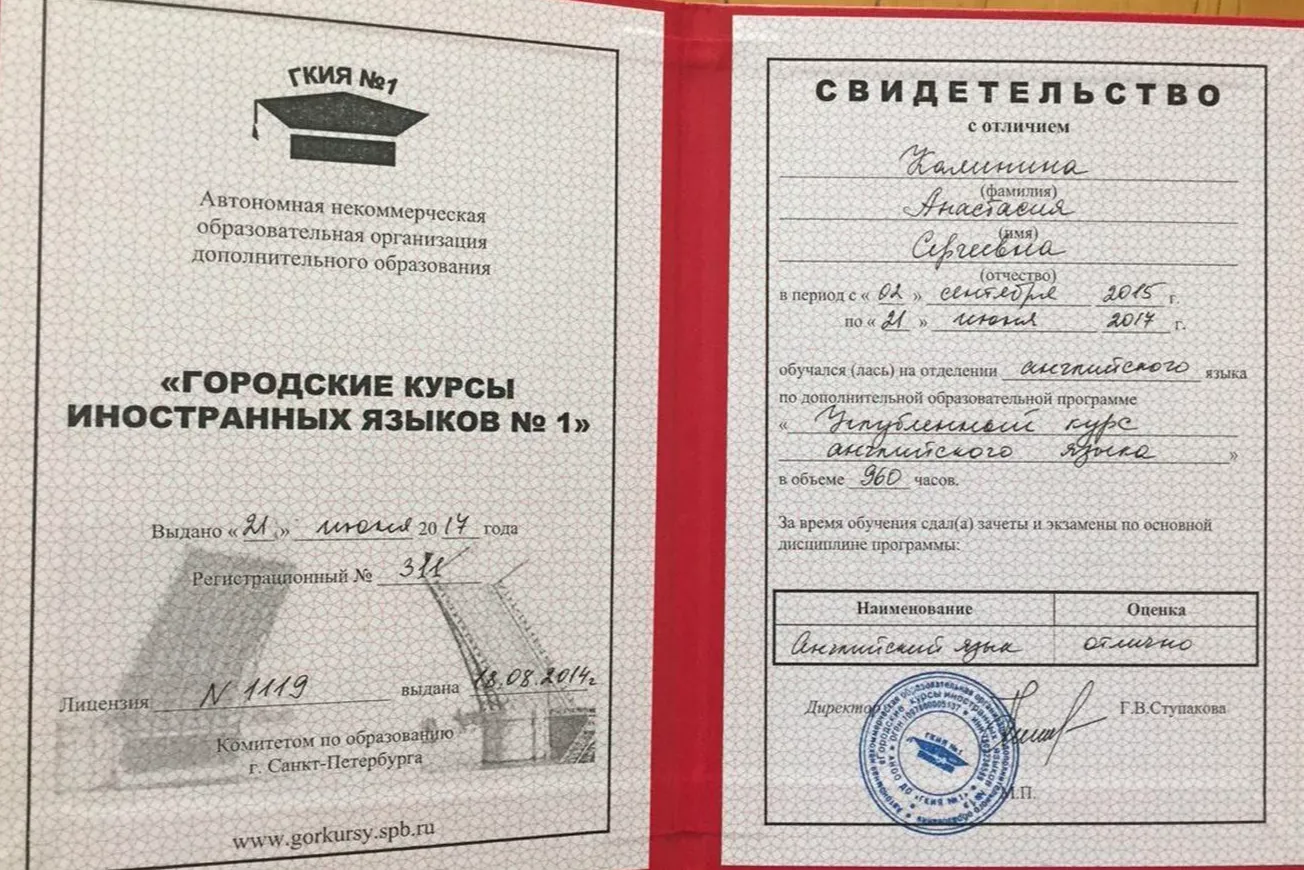 ГКИЯ №1
Автономная некоммерческая
образовательная организация
дополнительного образования
«ГОРОДСКИЕ КУРСЫ
ИНОСТРАННЫХ ЯЗЫКОВ № 1»
Выдано «21» июня 2017 года
Регистрационный № 311
Лицензия N 1119 выдана 18.08.2014г
Комитетом по образованию
г. Санкт-Петербурга
www.gorkursy.spb.ru
СВИДЕТЕЛЬСТВО
с отличием
Калинина
(фамилия)
Анастасия
(имя)
Сергеевна
(отчество)
в период с «02» сентября 2015 г.
по «21» июня 2017 г.
обучался (лась) на отделении английского языка
по дополнительной образовательной программе
«Углубленный курс
английского языка»
в объеме 960 часов.
За время обучения сдал(а) зачеты и экзамены по основной
дисциплине программы:
Наименование Оценка
Английский язык отлично
Директор Г.В.Ступакова
ГКИЯ №1
М.П.